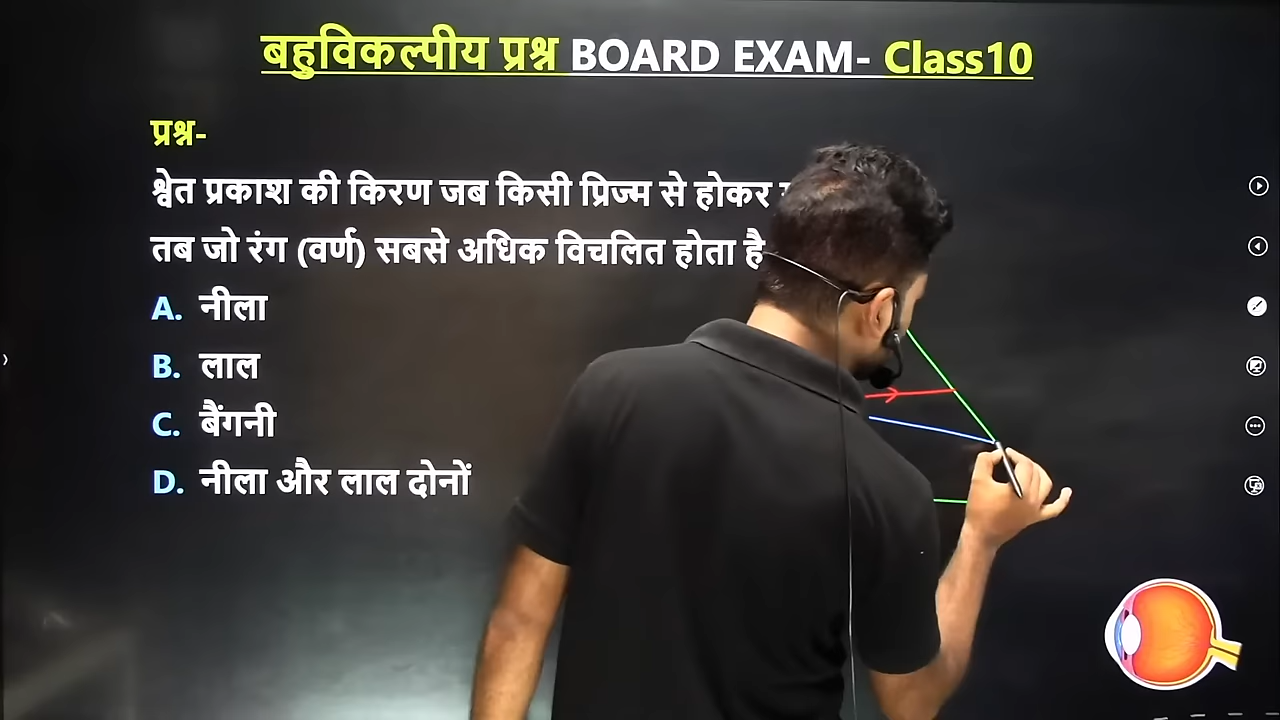 बहुविकल्पीय प्रश्न BOARD EXAM- Class10
प्रश्न-
श्वेत प्रकाश की किरण जब किसी प्रिज्म से होकर
तब जो रंग (वर्ण) सबसे अधिक विचलित होता है
A. नीला
B. लाल
C. बैंगनी
D. नीला और लाल दोनों